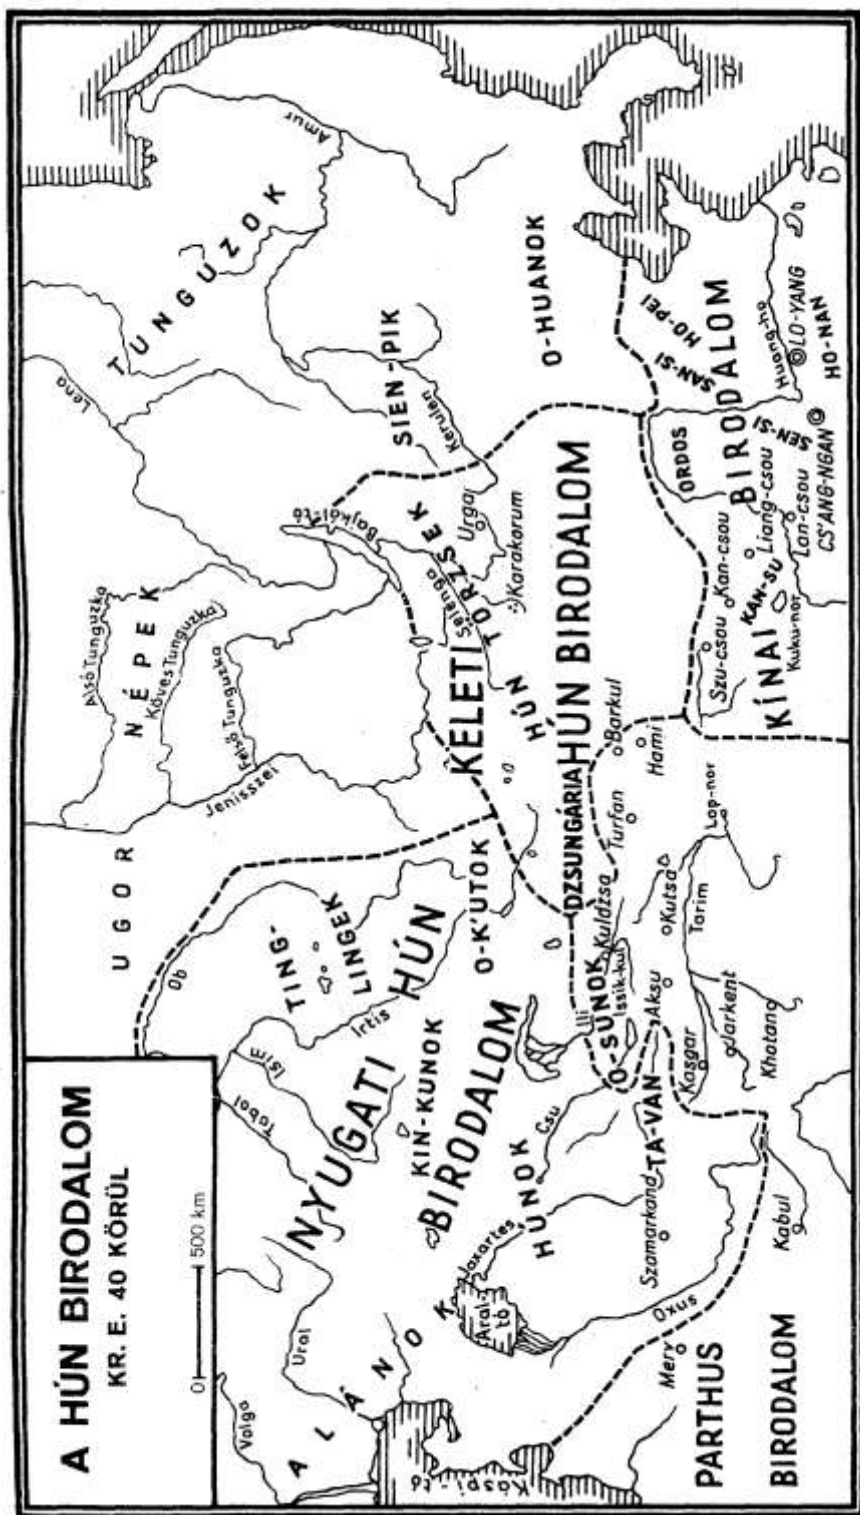 A HÚN BIRODALOM
KR. E. 40 KÖRÜL
0 500 km
Volga
Ural
ALÁNOK
Káspi-tó
Aral-tó
Tobol
Isim
Irtis
Ob
UGOR
NÉPEK
TING-LINGEK
NYUGATI HÚN
BIRODALOM
KIN-KUNOK
O-K'UTOK
HUNOK
Jaxartes
Oxus
Csu
Ili
Szamarkand
Merv
PARTHUS
BIRODALOM
Kabul
TA-VAN
O-SUNOK
Issik-kul
Kuldzsa
Kasgar
Jarkent
Khotan
Aksu
Kutsa
Tarim
Lop-nor
Turfan
Barkul
Hami
DZSUNGÁRIA
Jenisszei
Alsó Tunguzka
Köves Tunguzka
Felső Tunguzka
Lena
TUNGUZOK
Amur
Bajkál-tó
Selenga
Urga
Karakorum
Kerulen
SIEN-PIK
O-HUANOK
KELETI
HÚN BIRODALOM
HÚN TÖRZSEK
ORDOS
KÍNAI
BIRODALOM
Szu-csou
Kan-csou
KAN-SU
Kuku-nor
Liang-csou
Lan-csou
CS'ANG-NGAN
SEN-SI
SAN-SI
HO-PEI
Huang-ho
LO-YANG
HO-NAN